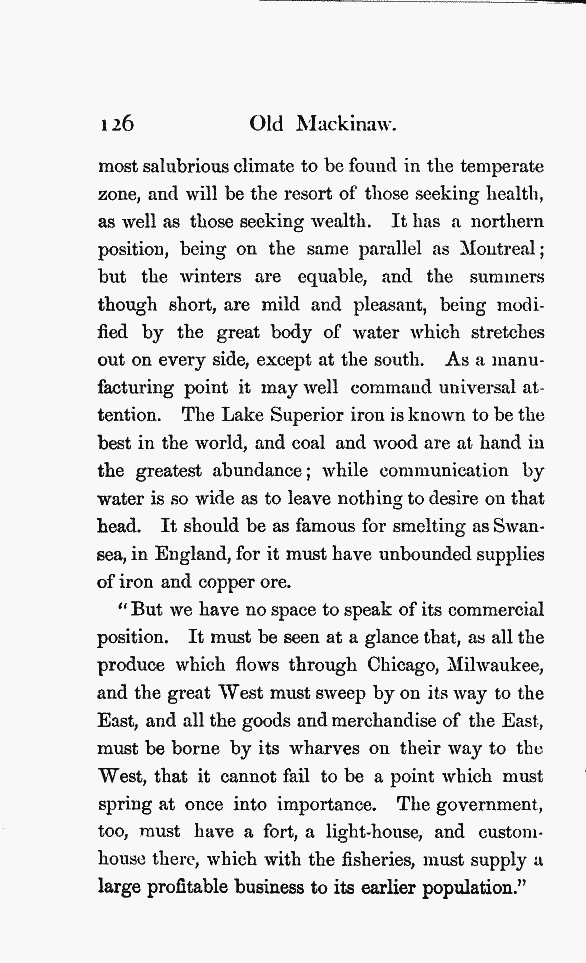 126 Old Mackinaw.
most salubrious climate to be found in the temperate
zone, and will be the resort of those seeking health,
as well as those seeking wealth. It has a northern
position, being on the same parallel as Montreal;
but the winters are equable, and the summers
though short, are mild and pleasant, being modi-
fied by the great body of water which stretches
out on every side, except at the south. As a manu-
facturing point it may well command universal at-
tention. The Lake Superior iron is known to be the
best in the world, and coal and wood are at hand in
the greatest abundance; while communication by
water is so wide as to leave nothing to desire on that
head. It should be as famous for smelting as Swan-
sea, in England, for it must have unbounded supplies
of iron and copper ore.
"But we have no space to speak of its commercial
position. It must be seen at a glance that, as all the
produce which flows through Chicago, Milwaukee,
and the great West must sweep by on its way to the
East, and all the goods and merchandise of the East,
must be borne by its wharves on their way to the
West, that it cannot fail to be a point which must
spring at once into importance. The government,
too, must have a fort, a light-house, and custom-
house there, which with the fisheries, must supply a
large profitable business to its earlier population."